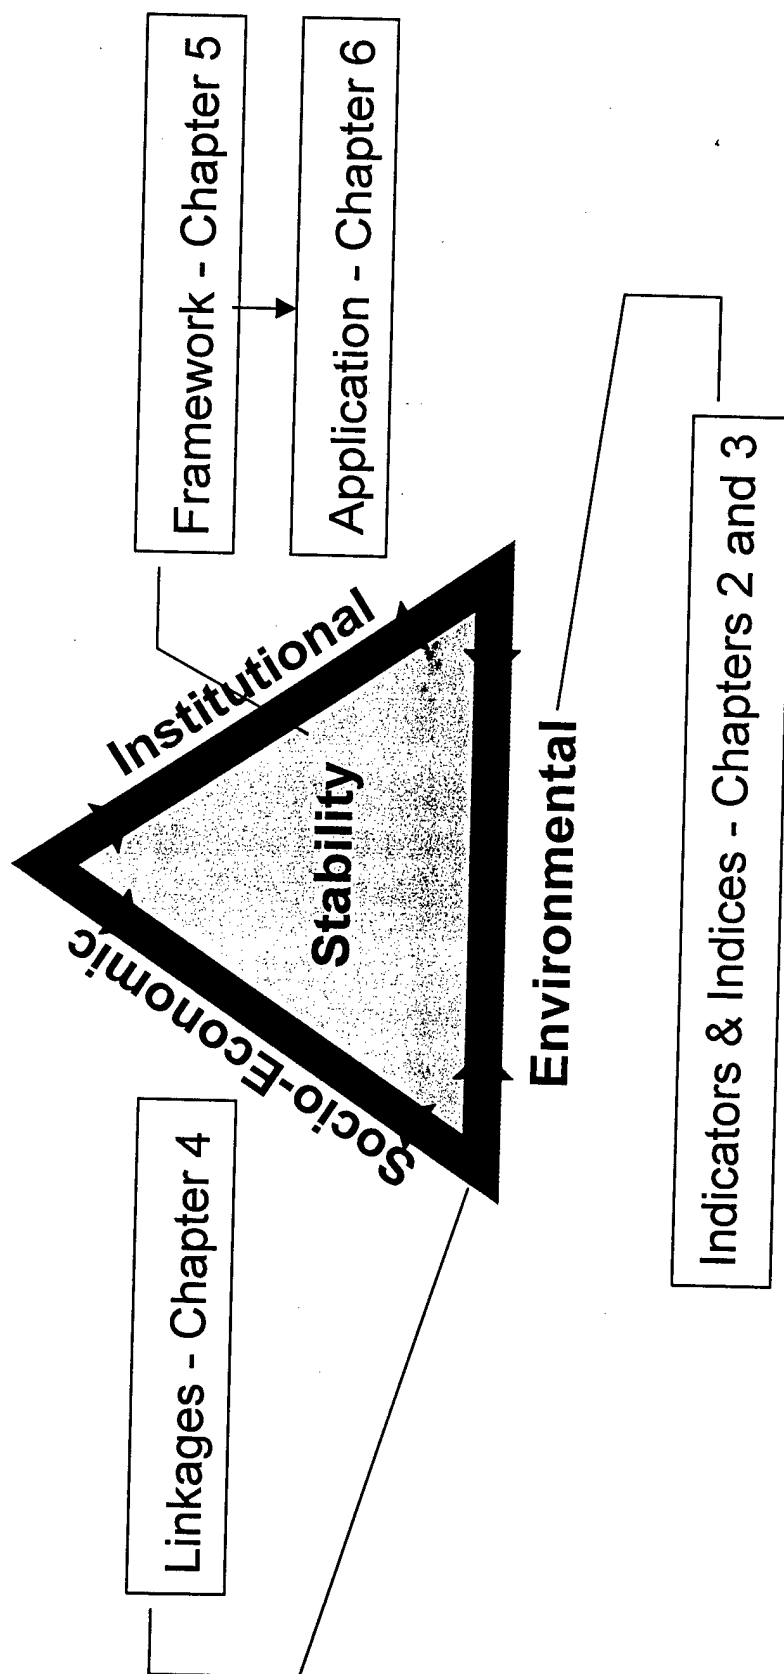 Linkages - Chapter 4
Framework - Chapter 5
Application - Chapter 6
Socio-Economic
Institutional
Stability
Environmental
Indicators & Indices - Chapters 2 and 3